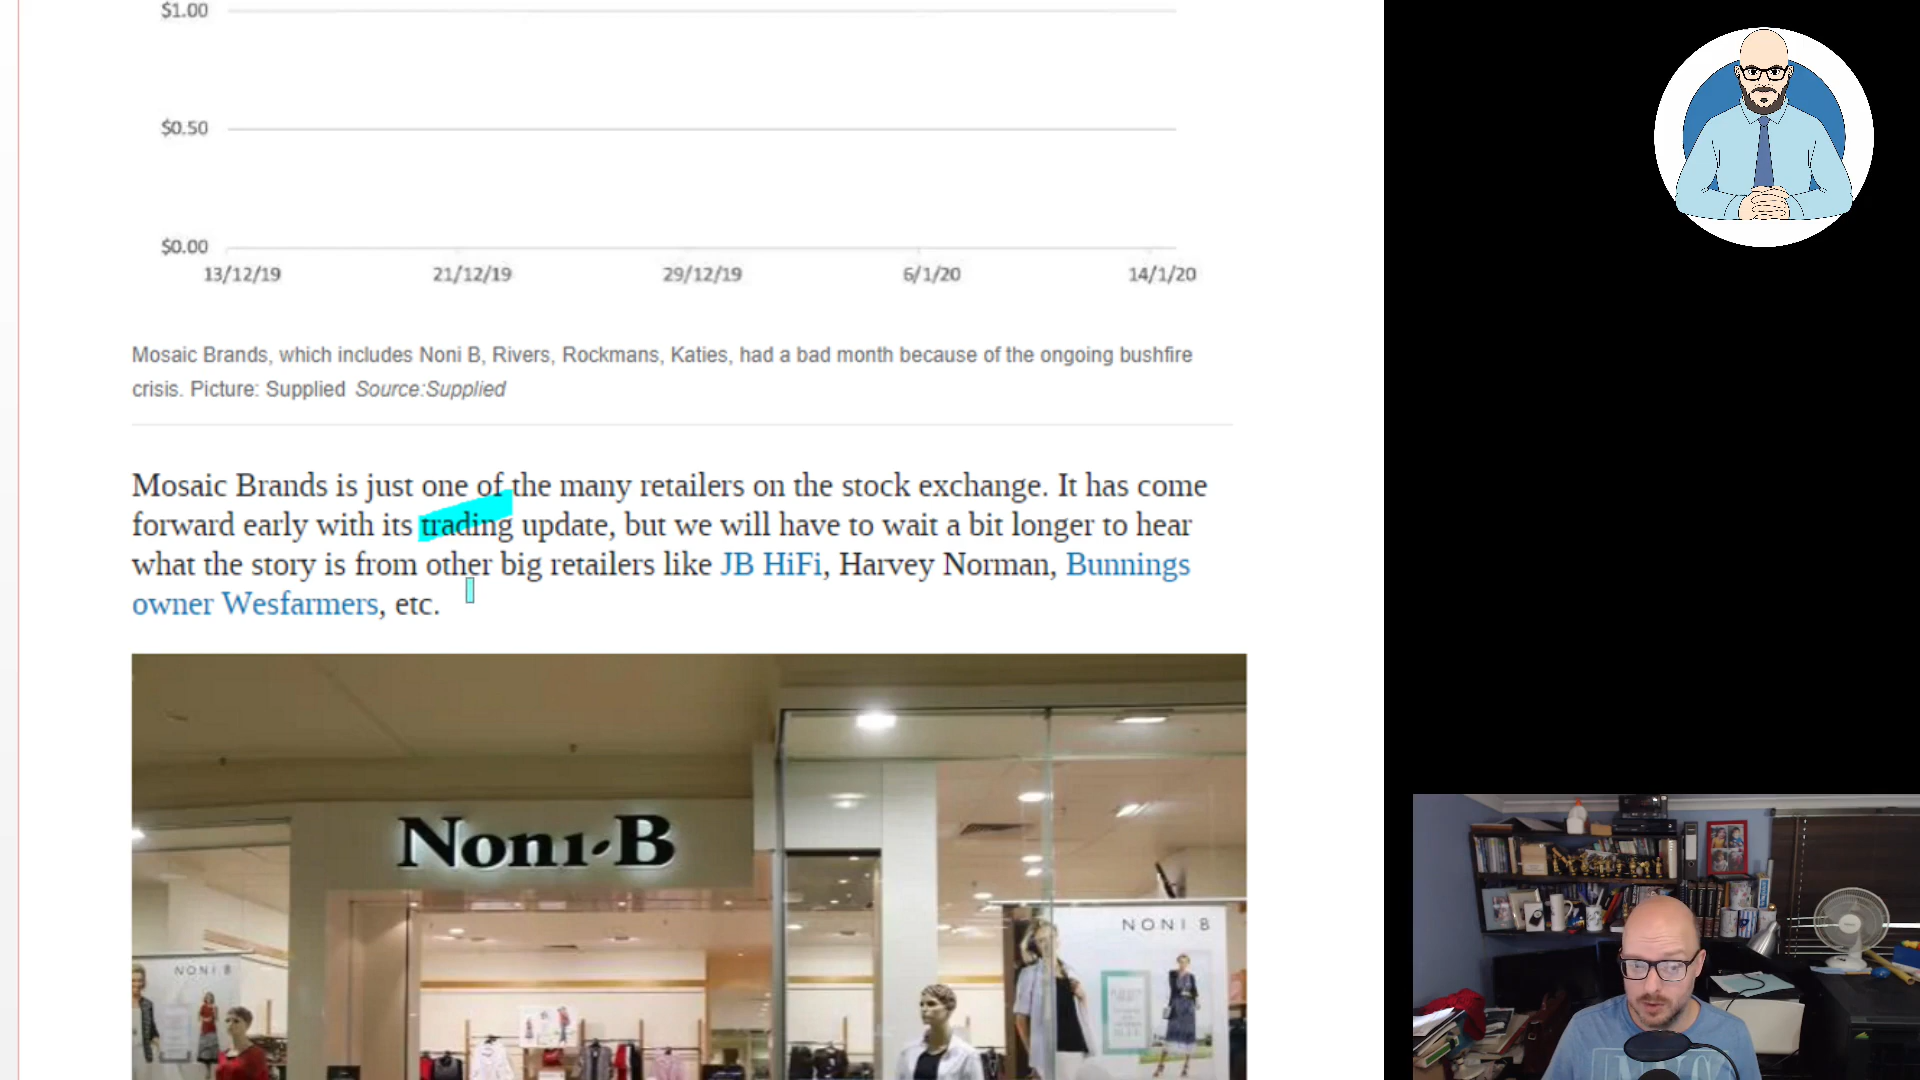 $1.00
$0.50
$0.00
13/12/19 21/12/19 29/12/19 6/1/20 14/1/20
Mosaic Brands, which includes Noni B, Rivers, Rockmans, Katies, had a bad month because of the ongoing bushfire
crisis. Picture: Supplied Source:Supplied
Mosaic Brands is just one of the many retailers on the stock exchange. It has come
forward early with its trading update, but we will have to wait a bit longer to hear
what the story is from other big retailers like JB HiFi, Harvey Norman, Bunnings
owner Wesfarmers, etc.
Noni·B
NONI B
NONI B